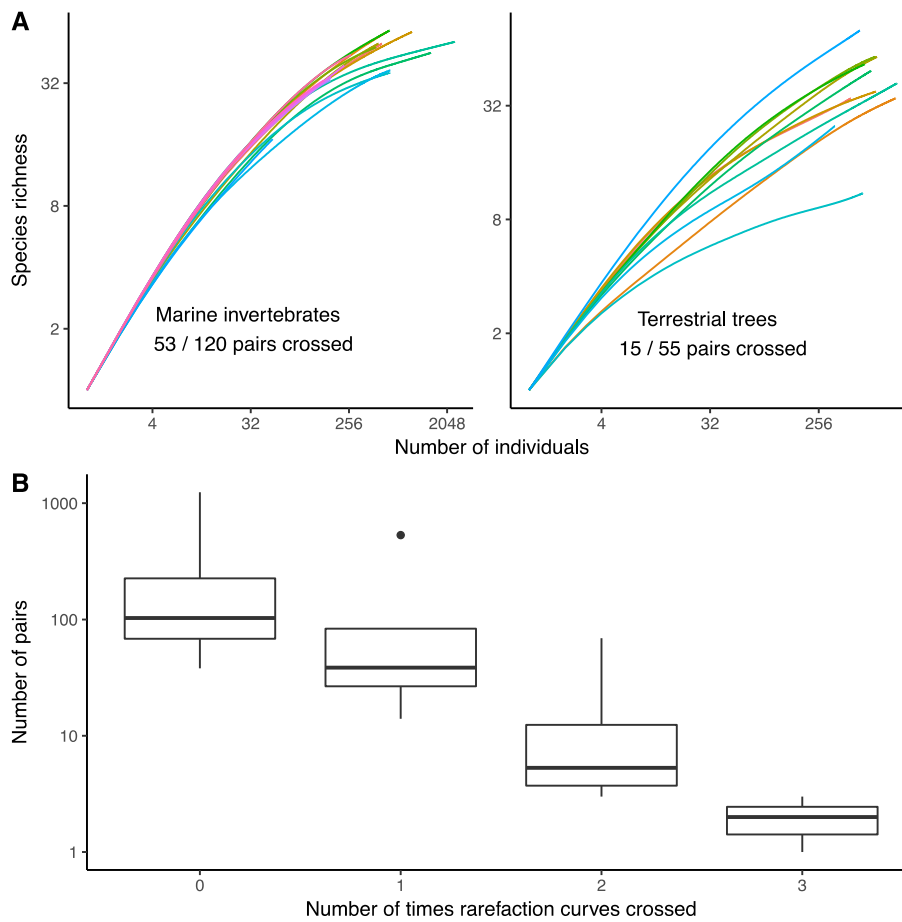 A
Species richness
32
8
2
Marine invertebrates
53 / 120 pairs crossed
4
32
256
2048
32
8
2
Terrestrial trees
15 / 55 pairs crossed
4
32
256
Number of individuals
B
Number of pairs
1000
100
10
1
0
1
2
3
Number of times rarefaction curves crossed